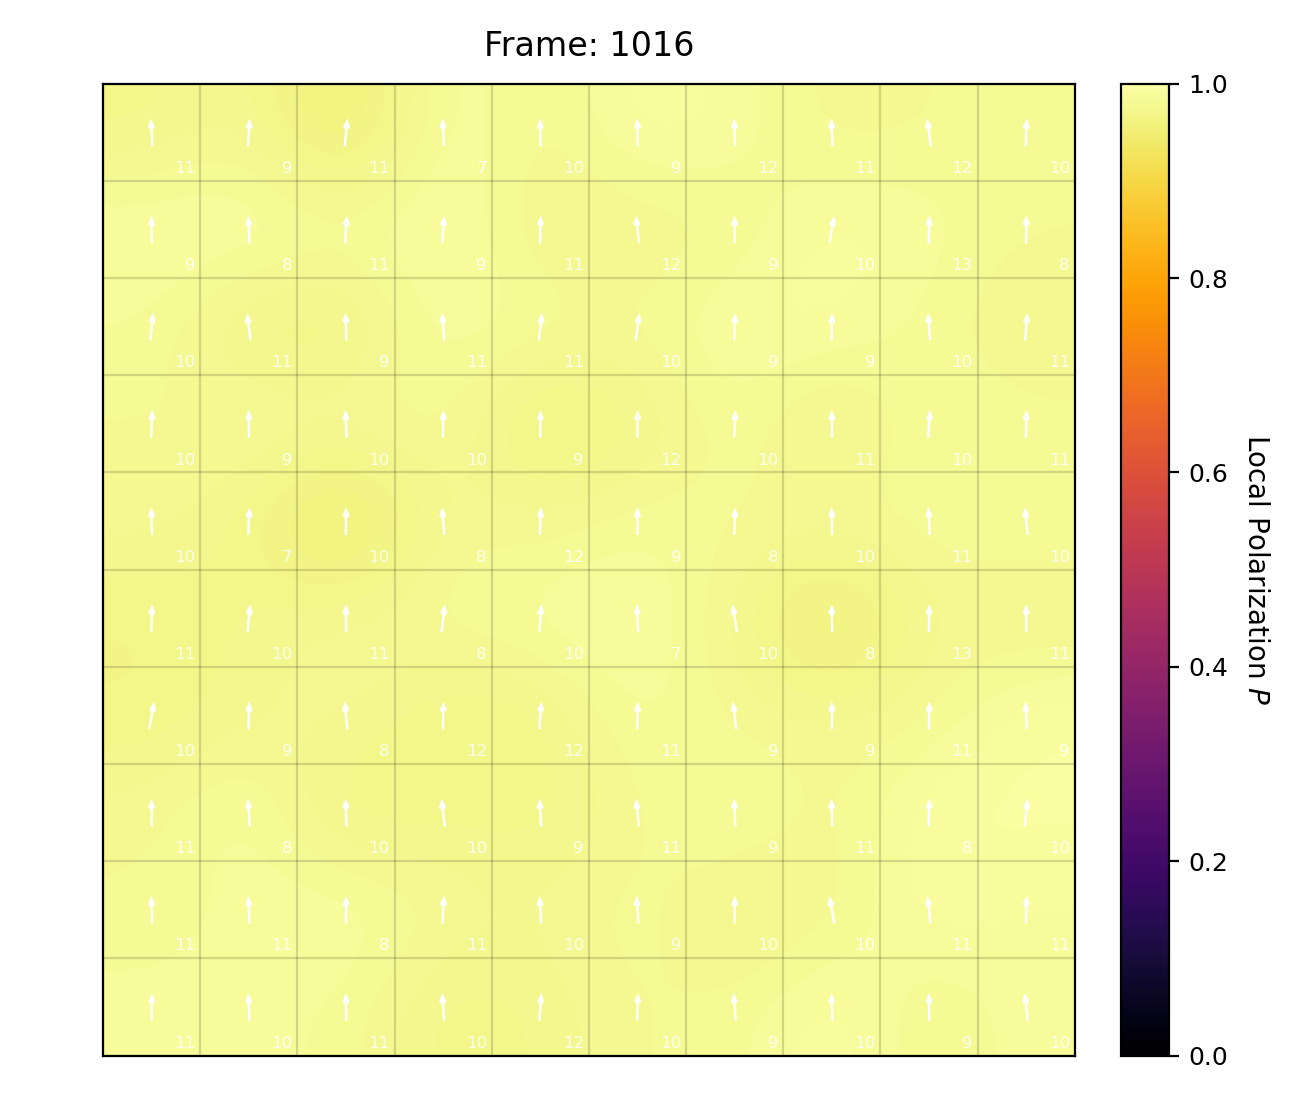 Frame: 1016
11 9 11 7 10 9 12 11 12 10
9 8 11 9 11 12 9 10 13 8
10 11 9 11 11 10 9 9 10 11
10 9 10 10 9 12 10 11 10 11
10 7 10 8 12 9 8 10 11 10
11 10 11 8 10 7 10 8 13 11
10 9 8 12 12 11 9 9 11 9
11 8 10 10 9 11 9 11 8 10
11 11 8 11 10 9 10 10 11 11
11 10 11 10 12 10 9 10 9 10
1.0
0.8
0.6
0.4
0.2
0.0
Local Polarization P